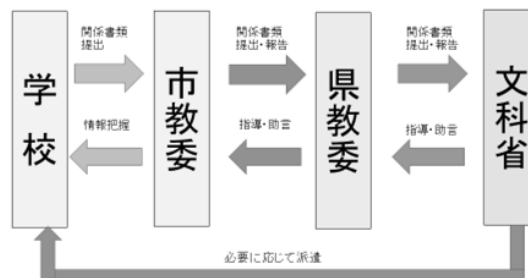 関係書類
提出
関係書類
提出・報告
関係書類
提出・報告
学校
市教委
県教委
文科省
情報把握
指導・助言
指導・助言
必要に応じて派遣